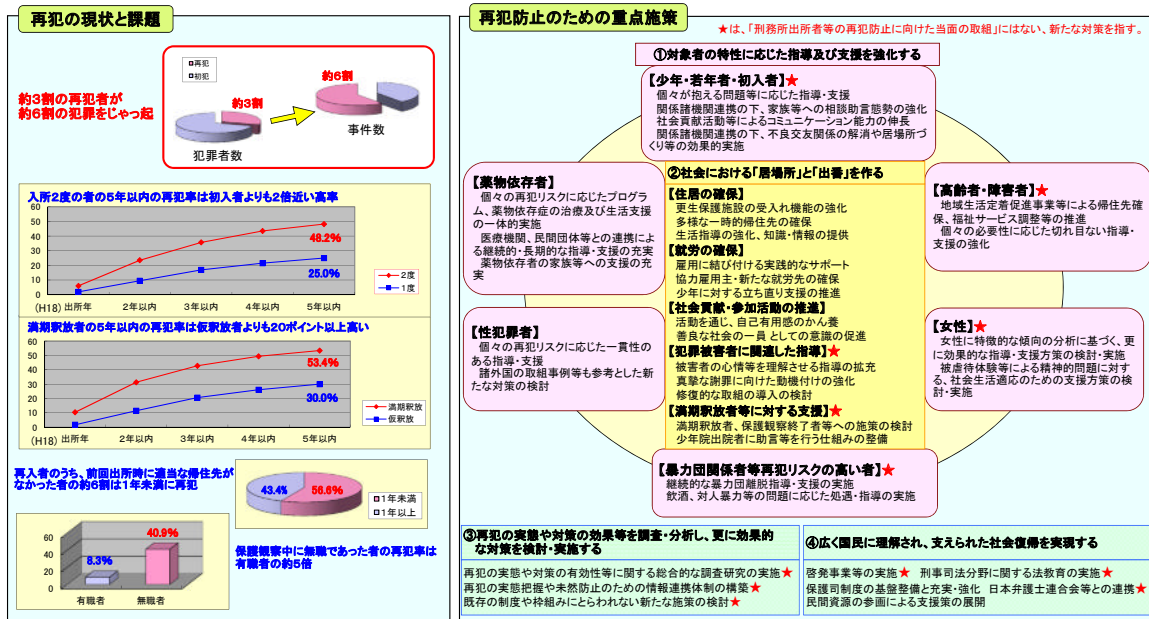 再犯の現状と課題
再犯
初犯
約3割の再犯者が
約6割の犯罪をじゃっ起
約3割
約6割
犯罪者数
事件数
入所2度の者の5年以内の再犯率は初入者よりも2倍近い高率
60
50
40
30
20
10
0
48.2%
25.0%
2度
1度
(H18) 出所年 2年以内 3年以内 4年以内 5年以内
満期釈放者の5年以内の再犯率は仮釈放者よりも20ポイント以上高い
60
50
40
30
20
10
0
53.4%
30.0%
満期釈放
仮釈放
(H18) 出所年 2年以内 3年以内 4年以内 5年以内
再入者のうち、前回出所時に適当な帰住先が
なかった者の約6割は1年未満に再犯
43.4% 56.6%
1年未満
1年以上
60
40
20
0
8.3%
40.9%
有職者 無職者
保護観察中に無職であった者の再犯率は
有職者の約5倍
再犯防止のための重点施策
★は、「刑務所出所者等の再犯防止に向けた当面の取組」にはない、新たな対策を指す。
①対象者の特性に応じた指導及び支援を強化する
【少年・若年者・初入者】★
個々が抱える問題等に応じた指導・支援
関係諸機関連携の下、家族等への相談助言態勢の強化
社会貢献活動等によるコミュニケーション能力の伸長
関係諸機関連携の下、不良交友関係の解消や居場所づ
くり等の効果的実施
【薬物依存者】
個々の再犯リスクに応じたプログラ
ム、薬物依存症の治療及び生活支援
の一体的実施
医療機関、民間団体等との連携によ
る継続的・長期的な指導・支援の充実
薬物依存者の家族等への支援の充
実
【性犯罪者】
個々の再犯リスクに応じた一貫性の
ある指導・支援
諸外国の取組事例等も参考とした新
たな対策の検討
②社会における「居場所」と「出番」を作る
【住居の確保】
更生保護施設の受入れ機能の強化
多様な一時的帰住先の確保
生活指導の強化、知識・情報の提供
【就労の確保】
雇用に結び付ける実践的なサポート
協力雇用主・新たな就労先の確保
少年に対する立ち直り支援の推進
【社会貢献・参加活動の推進】
活動を通じ、自己有用感のかん養
善良な社会の一員としての意識の促進
【犯罪被害者に関連した指導】★
被害者の心情等を理解させる指導の拡充
真摯な謝罪に向けた動機付けの強化
修復的な取組の導入の検討
【満期釈放者等に対する支援】★
満期釈放者、保護観察終了者等への施策の検討
少年院出院者に助言等を行う仕組みの整備
【高齢者・障害者】★
地域生活定着促進事業等による帰住先確
保、福祉サービス調整等の推進
個々の必要性に応じた切れ目ない指導・
支援の強化
【女性】★
女性に特徴的な傾向の分析に基づく、更
に効果的な指導・支援方策の検討・実施
被虐待体験等による精神的問題に対す
る、社会生活適応のための支援方策の検
討・実施
【暴力団関係者等再犯リスクの高い者】★
継続的な暴力団離脱指導・支援の実施
飲酒、対人暴力等の問題に応じた処遇・指導の実施
③再犯の実態や対策の効果等を調査・分析し、更に効果的
な対策を検討・実施する
再犯の実態や対策の有効性等に関する総合的な調査研究の実施★
再犯の実態把握や未然防止のための情報連携体制の構築★
既存の制度や枠組みにとらわれない新たな施策の検討★
④広く国民に理解され、支えられた社会復帰を実現する
啓発事業等の実施★ 刑事司法分野に関する法教育の実施★
保護司制度の基盤整備と充実・強化 日本弁護士連合会等との連携★
民間資源の参画による支援策の展開